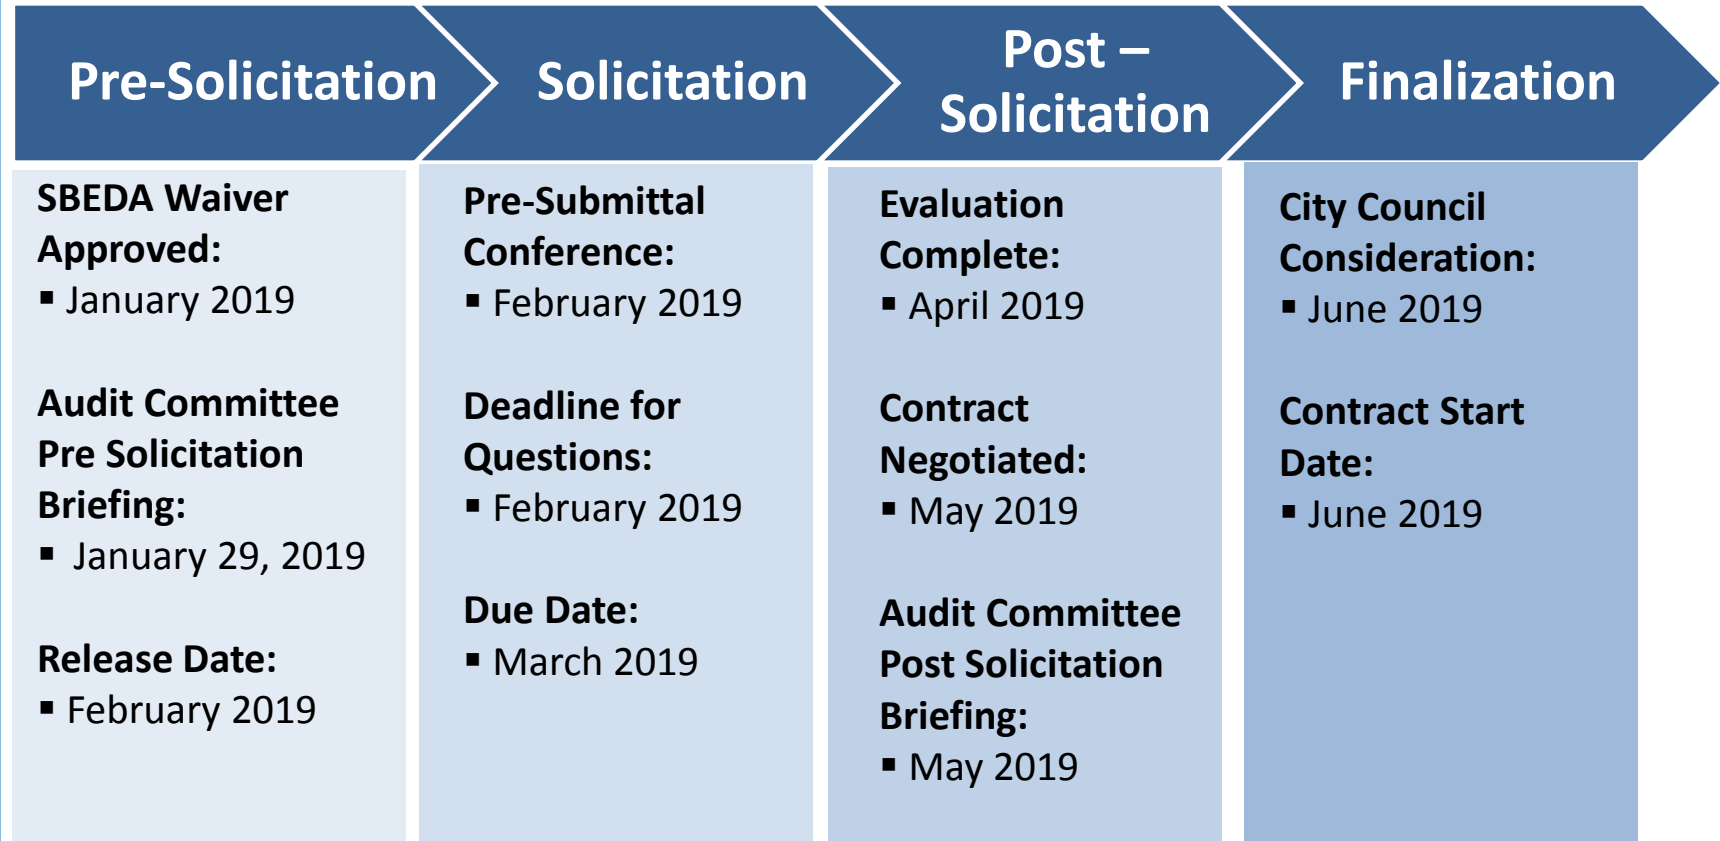 Pre-Solicitation
Solicitation
Post –
Solicitation
Finalization
SBEDA Waiver
Approved:
▪ January 2019
Audit Committee
Pre Solicitation
Briefing:
▪ January 29, 2019
Release Date:
▪ February 2019
Pre-Submittal
Conference:
▪ February 2019
Deadline for
Questions:
▪ February 2019
Due Date:
▪ March 2019
Evaluation
Complete:
▪ April 2019
Contract
Negotiated:
▪ May 2019
Audit Committee
Post Solicitation
Briefing:
▪ May 2019
City Council
Consideration:
▪ June 2019
Contract Start
Date:
▪ June 2019